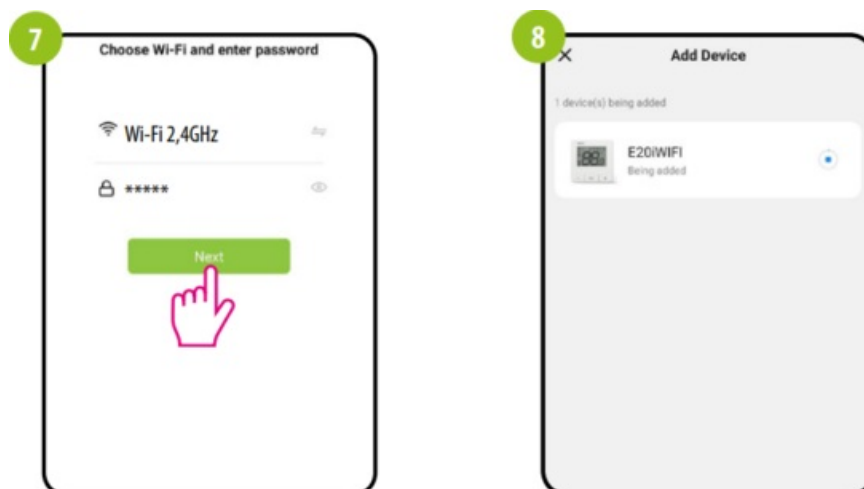 7
Choose Wi-Fi and enter password
Wi-Fi 2,4GHz
*****
Next
8
Add Device
1 device(s) being added
E20iWIFI
Being added